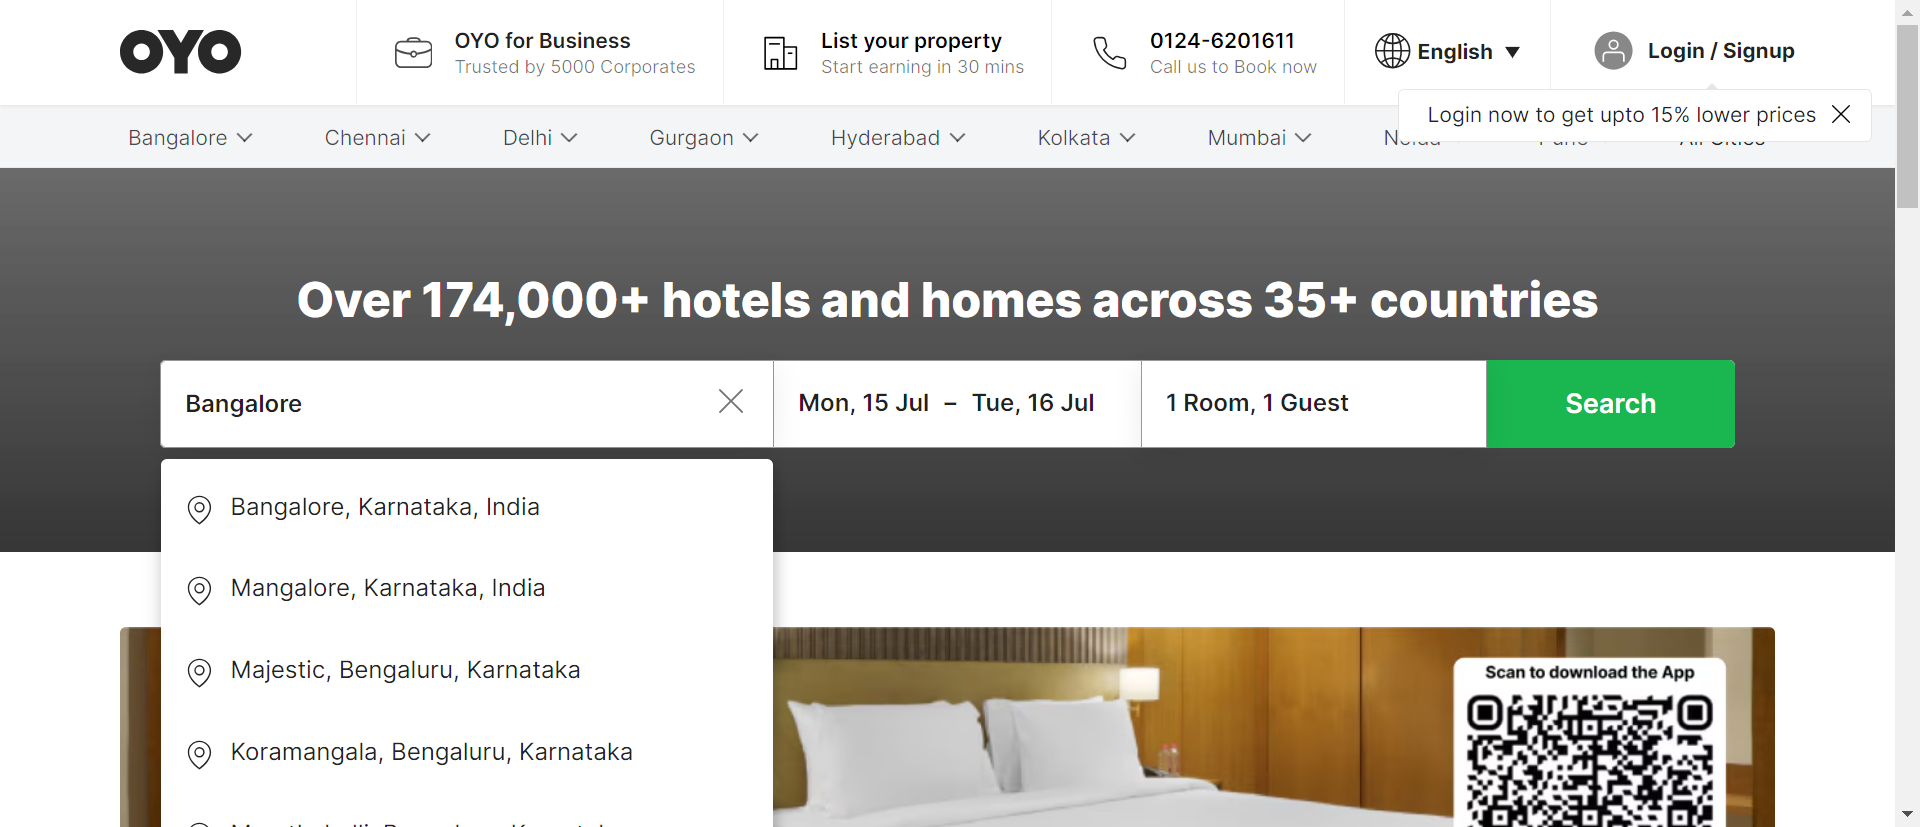 OYO
OYO for Business
Trusted by 5000 Corporates
List your property
Start earning in 30 mins
0124-6201611
Call us to Book now
English
Login / Signup
Login now to get upto 15% lower prices
Bangalore
Chennai
Delhi
Gurgaon
Hyderabad
Kolkata
Mumbai
Noida
All Cities
Over 174,000+ hotels and homes across 35+ countries
Bangalore
Mon, 15 Jul – Tue, 16 Jul
1 Room, 1 Guest
Search
Bangalore, Karnataka, India
Mangalore, Karnataka, India
Majestic, Bengaluru, Karnataka
Koramangala, Bengaluru, Karnataka
Scan to download the App